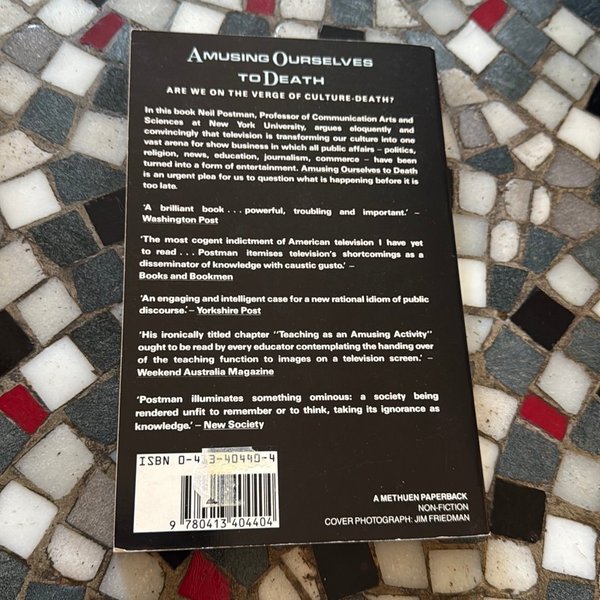 AMUSING OURSELVES
TO DEATH
ARE WE ON THE VERGE OF CULTURE-DEATH?
In this book Neil Postman, Professor of Communication Arts and
Sciences at New York University, argues eloquently and
convincingly that television is transforming our culture into one
vast arena for show business in which all public affairs – politics,
religion, news, education, journalism, commerce – have been
turned into a form of entertainment. Amusing Ourselves to Death
is an urgent plea for us to question what is happening before it is
too late.
‘A brilliant book . . . powerful, troubling and important.’ –
Washington Post
‘The most cogent indictment of American television I have yet
to read . . . Postman itemises television’s shortcomings as a
disseminator of knowledge with caustic gusto.’ –
Books and Bookmen
‘An engaging and intelligent case for a new rational idiom of public
discourse.’ – Yorkshire Post
‘His ironically titled chapter “Teaching as an Amusing Activity”
ought to be read by every educator contemplating the handing over
of the teaching function to images on a television screen.’ –
Weekend Australia Magazine
‘Postman illuminates something ominous: a society being
rendered unfit to remember or to think, taking its ignorance as
knowledge.’ – New Society
ISBN 0-4 3-40440-4
9 780413 404404
A METHUEN PAPERBACK
NON-FICTION
COVER PHOTOGRAPH: JIM FRIEDMAN